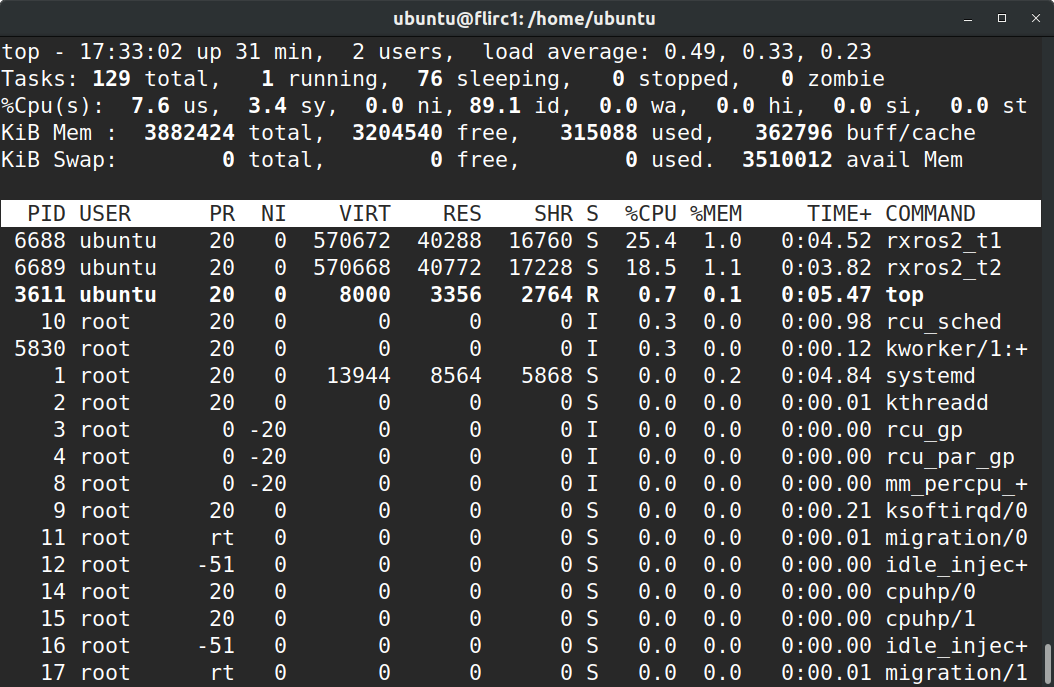 ubuntu@flirc1: /home/ubuntu
top - 17:33:02 up 31 min,  2 users,  load average: 0.49, 0.33, 0.23
Tasks: 129 total,   1 running,  76 sleeping,   0 stopped,   0 zombie
%Cpu(s):  7.6 us,  3.4 sy,  0.0 ni, 89.1 id,  0.0 wa,  0.0 hi,  0.0 si,  0.0 st
KiB Mem :  3882424 total,  3204540 free,   315088 used,   362796 buff/cache
KiB Swap:        0 total,        0 free,        0 used.  3510012 avail Mem
  PID USER      PR  NI    VIRT    RES    SHR S  %CPU %MEM     TIME+ COMMAND
 6688 ubuntu    20   0  570672  40288  16760 S  25.4  1.0   0:04.52 rxros2_t1
 6689 ubuntu    20   0  570668  40772  17228 S  18.5  1.1   0:03.82 rxros2_t2
 3611 ubuntu    20   0    8000   3356   2764 R   0.7  0.1   0:05.47 top
   10 root      20   0       0      0      0 I   0.3  0.0   0:00.98 rcu_sched
 5830 root      20   0       0      0      0 I   0.3  0.0   0:00.12 kworker/1:+
    1 root      20   0   13944   8564   5868 S   0.0  0.2   0:04.84 systemd
    2 root      20   0       0      0      0 S   0.0  0.0   0:00.01 kthreadd
    3 root       0 -20       0      0      0 I   0.0  0.0   0:00.00 rcu_gp
    4 root       0 -20       0      0      0 I   0.0  0.0   0:00.00 rcu_par_gp
    8 root       0 -20       0      0      0 I   0.0  0.0   0:00.00 mm_percpu_+
    9 root      20   0       0      0      0 S   0.0  0.0   0:00.21 ksoftirqd/0
   11 root      rt   0       0      0      0 S   0.0  0.0   0:00.01 migration/0
   12 root     -51   0       0      0      0 S   0.0  0.0   0:00.00 idle_injec+
   14 root      20   0       0      0      0 S   0.0  0.0   0:00.00 cpuhp/0
   15 root      20   0       0      0      0 S   0.0  0.0   0:00.00 cpuhp/1
   16 root     -51   0       0      0      0 S   0.0  0.0   0:00.00 idle_injec+
   17 root      rt   0       0      0      0 S   0.0  0.0   0:00.01 migration/1